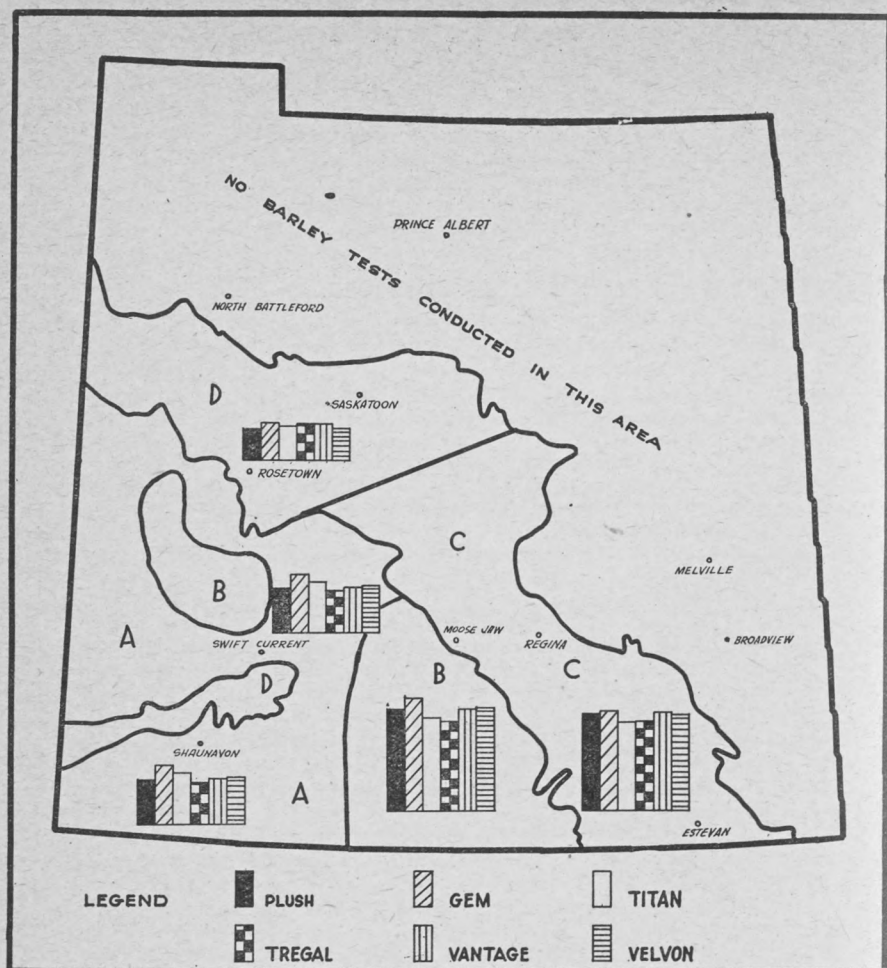 NO BARLEY TESTS CONDUCTED IN THIS AREA
PRINCE ALBERT
NORTH BATTLEFORD
D
SASKATOON
ROSETOWN
C
B
MELVILLE
A
MOOSE JAW
REGINA
BROADVIEW
SWIFT CURRENT
D
B
C
SHAUNAVON
A
ESTEVAN
LEGEND
PLUSH
GEM
TITAN
TREGAL
VANTAGE
VELVON